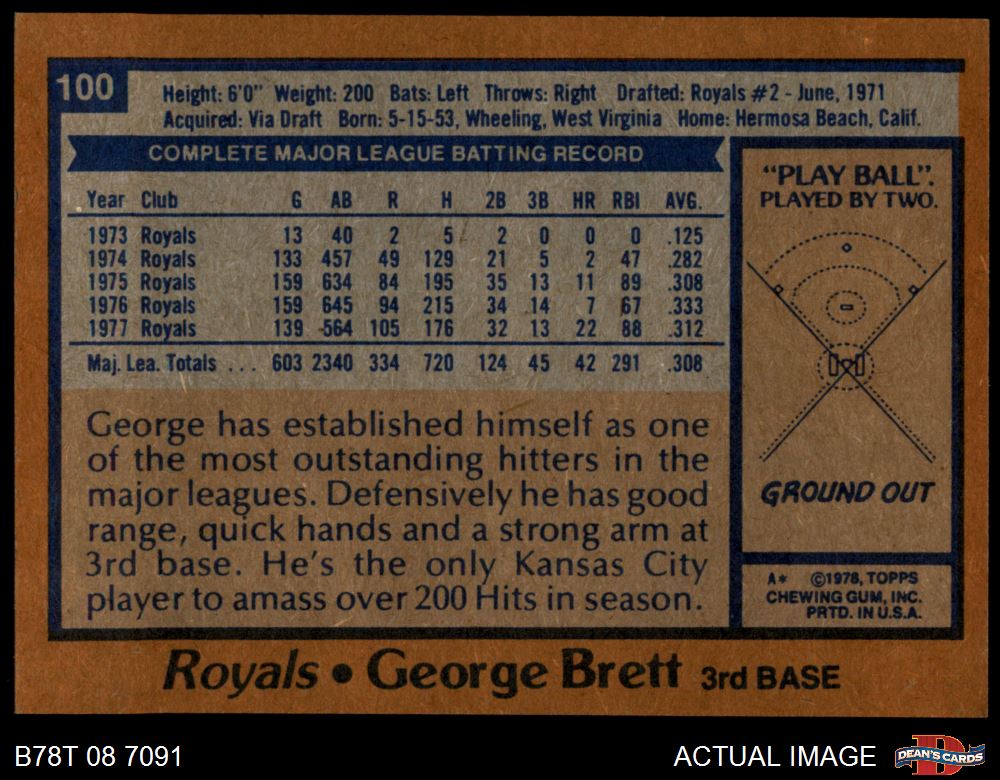 100
Height: 6'0" Weight: 200 Bats: Left Throws: Right Drafted: Royals #2 - June, 1971
Acquired: Via Draft Born: 5-15-53, Wheeling, West Virginia Home: Hermosa Beach, Calif.
COMPLETE MAJOR LEAGUE BATTING RECORD
Year Club G AB R H 2B 3B HR RBI AVG.
1973 Royals 13 40 2 5 2 0 0 0 .125
1974 Royals 133 457 49 129 21 5 2 47 .282
1975 Royals 159 634 84 195 35 13 11 89 .308
1976 Royals 159 645 94 215 34 14 7 67 .333
1977 Royals 139 564 105 176 32 13 22 88 .312
Maj. Lea. Totals ... 603 2340 334 720 124 45 42 291 .308
George has established himself as one
of the most outstanding hitters in the
major leagues. Defensively he has good
range, quick hands and a strong arm at
3rd base. He's the only Kansas City
player to amass over 200 Hits in season.
"PLAY BALL".
PLAYED BY TWO.
GROUND OUT
A* ©1978, TOPPS
CHEWING GUM, INC.
PRTD. IN U.S.A.
Royals • George Brett 3rd BASE
B78T 08 7091
ACTUAL IMAGE
D
DEAN'S CARDS